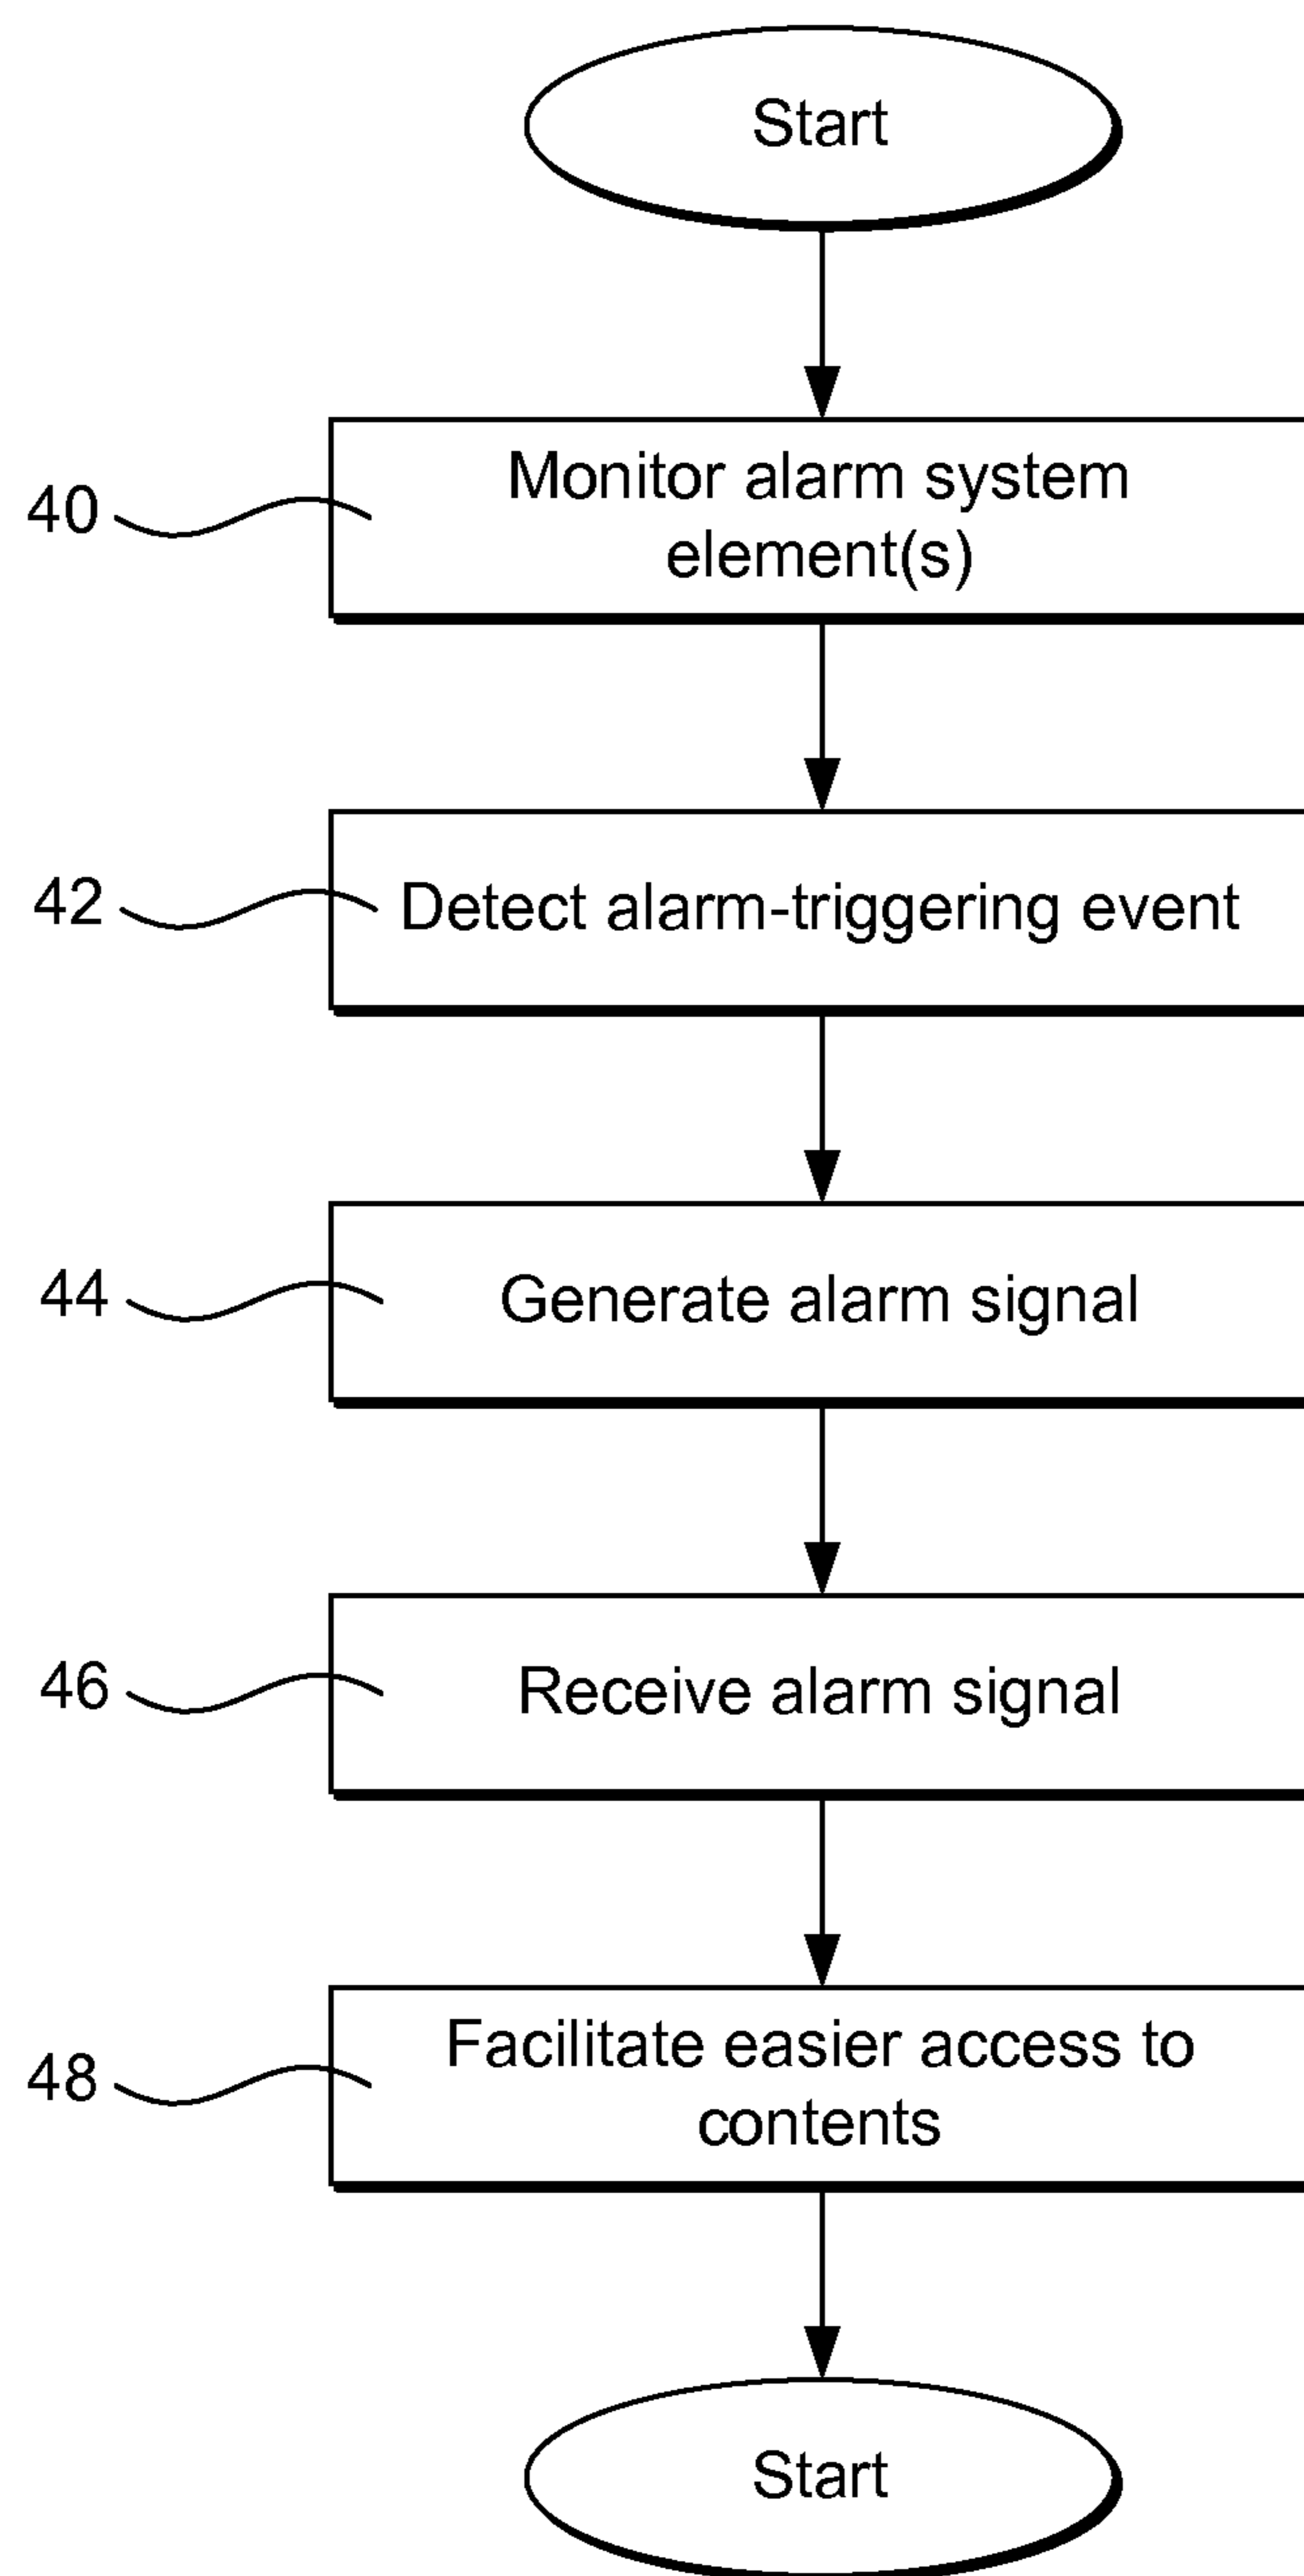 Start
Monitor alarm system
element(s)
40
Detect alarm-triggering event
42
Generate alarm signal
44
Receive alarm signal
46
Facilitate easier access to
contents
48
Start